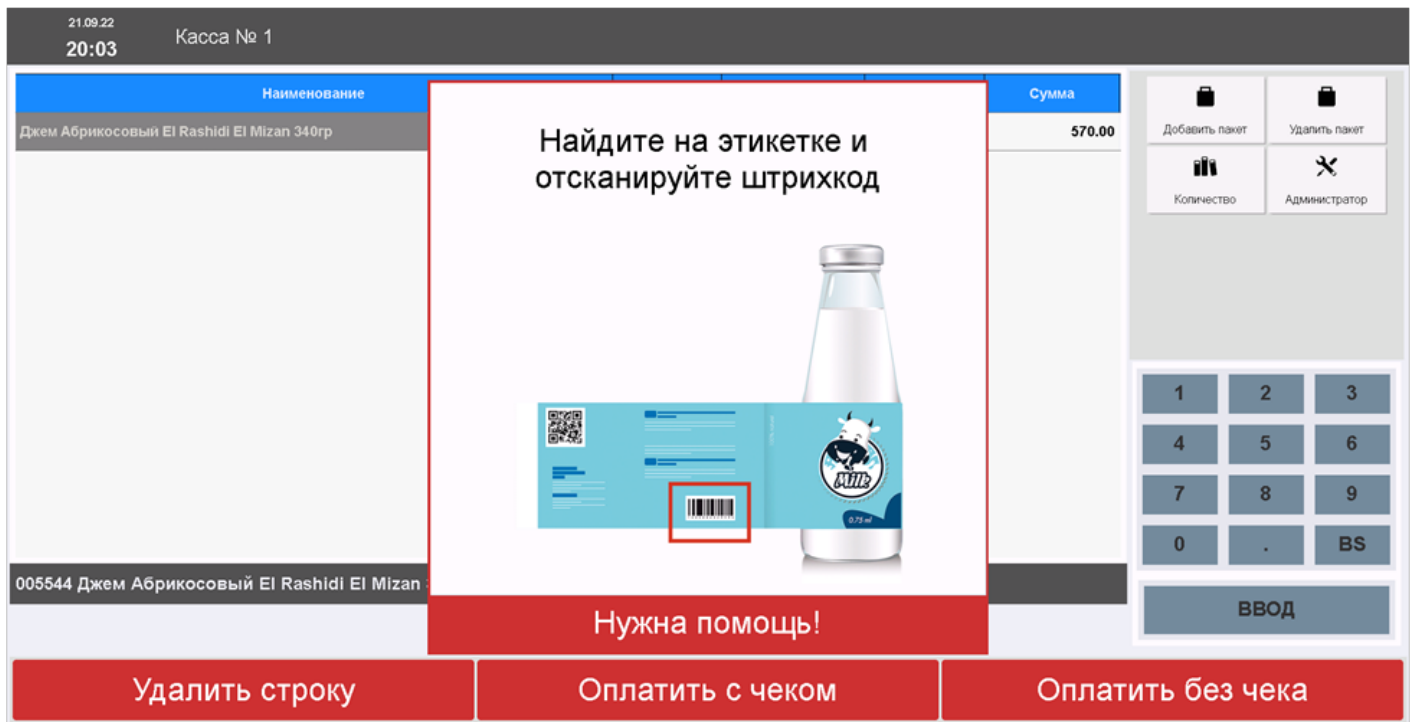 21.09.22
20:03
Касса № 1
Наименование
Сумма
Джем Абрикосовый El Rashidi El Mizan 340гр
570.00
Найдите на этикетке и
отсканируйте штрихкод
Milk
0.75 ml
Нужна помощь!
005544 Джем Абрикосовый El Rashidi El Mizan
Добавить пакет
Удалить пакет
Количество
Администратор
1 2 3
4 5 6
7 8 9
0 . BS
ВВОД
Удалить строку
Оплатить с чеком
Оплатить без чека